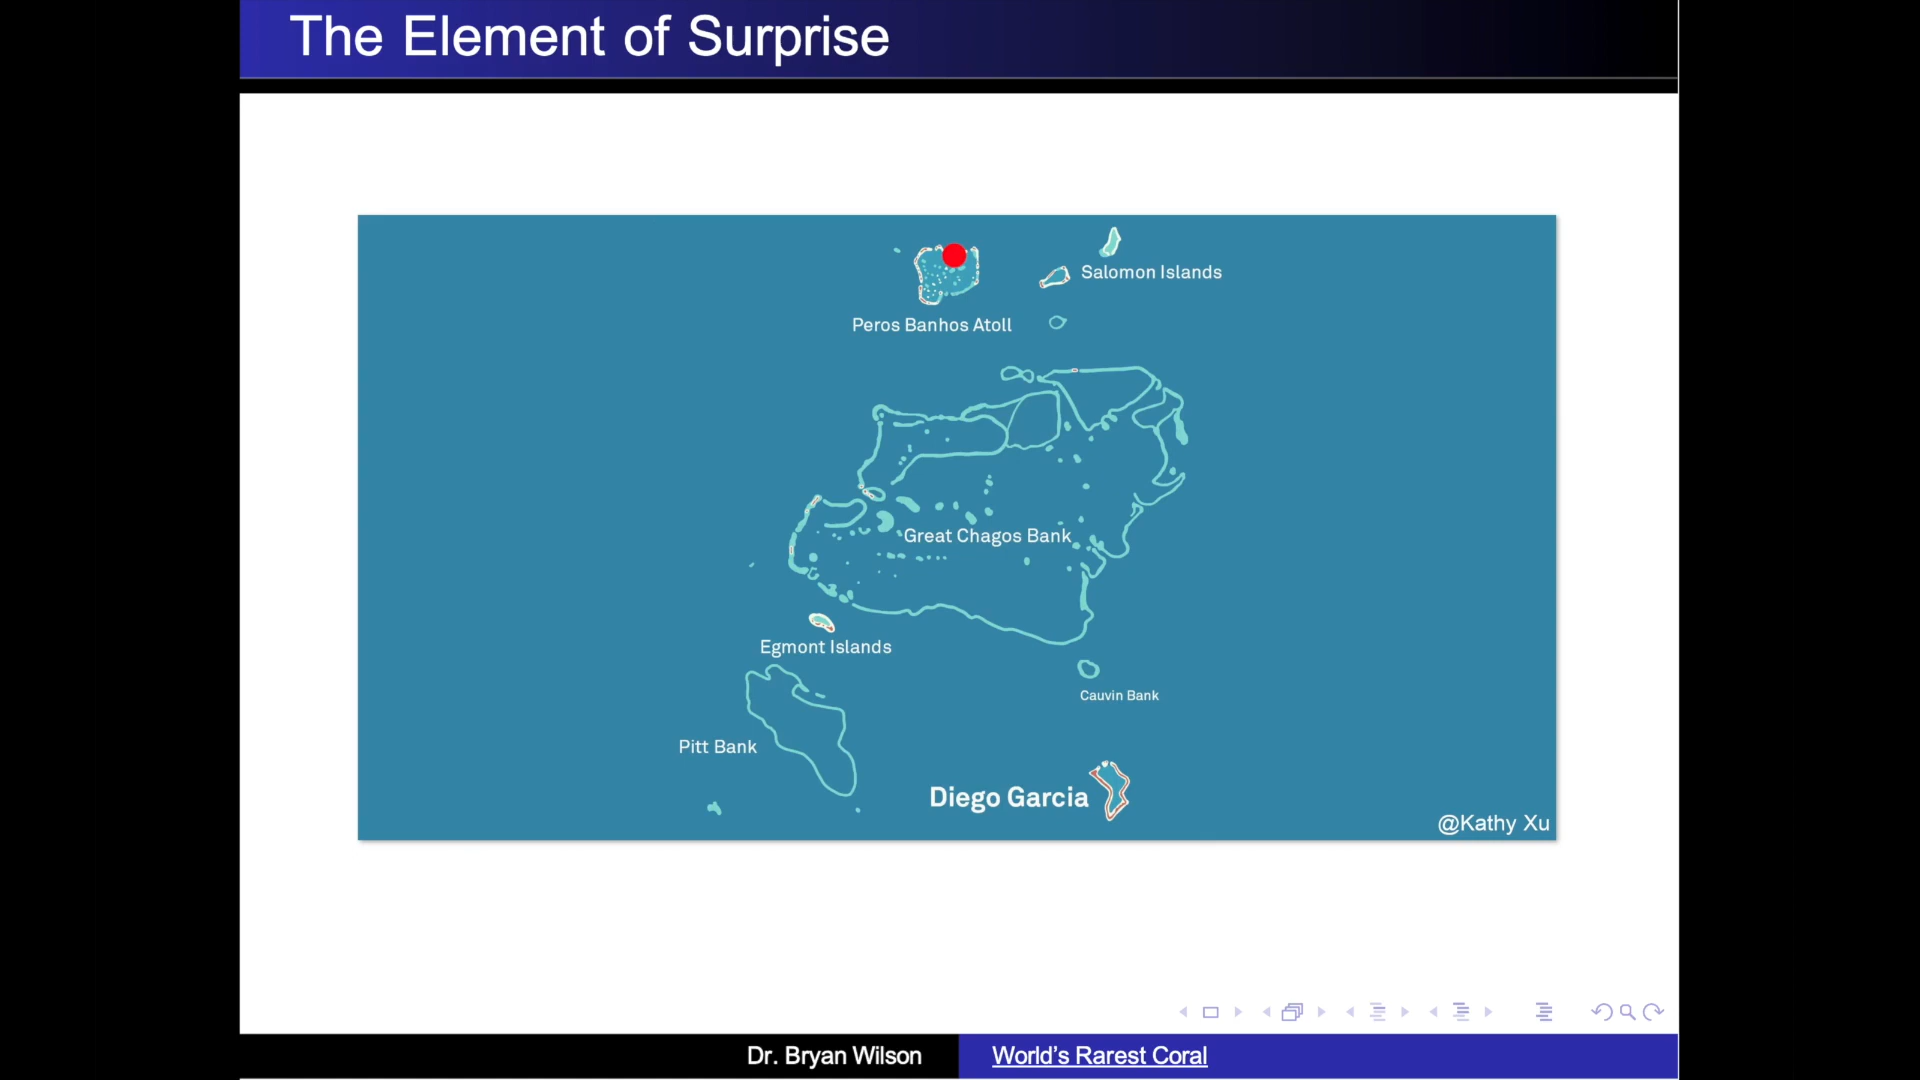 The Element of Surprise
Salomon Islands
Peros Banhos Atoll
Great Chagos Bank
Egmont Islands
Cauvin Bank
Pitt Bank
Diego Garcia
@Kathy Xu
Dr. Bryan Wilson
World's Rarest Coral